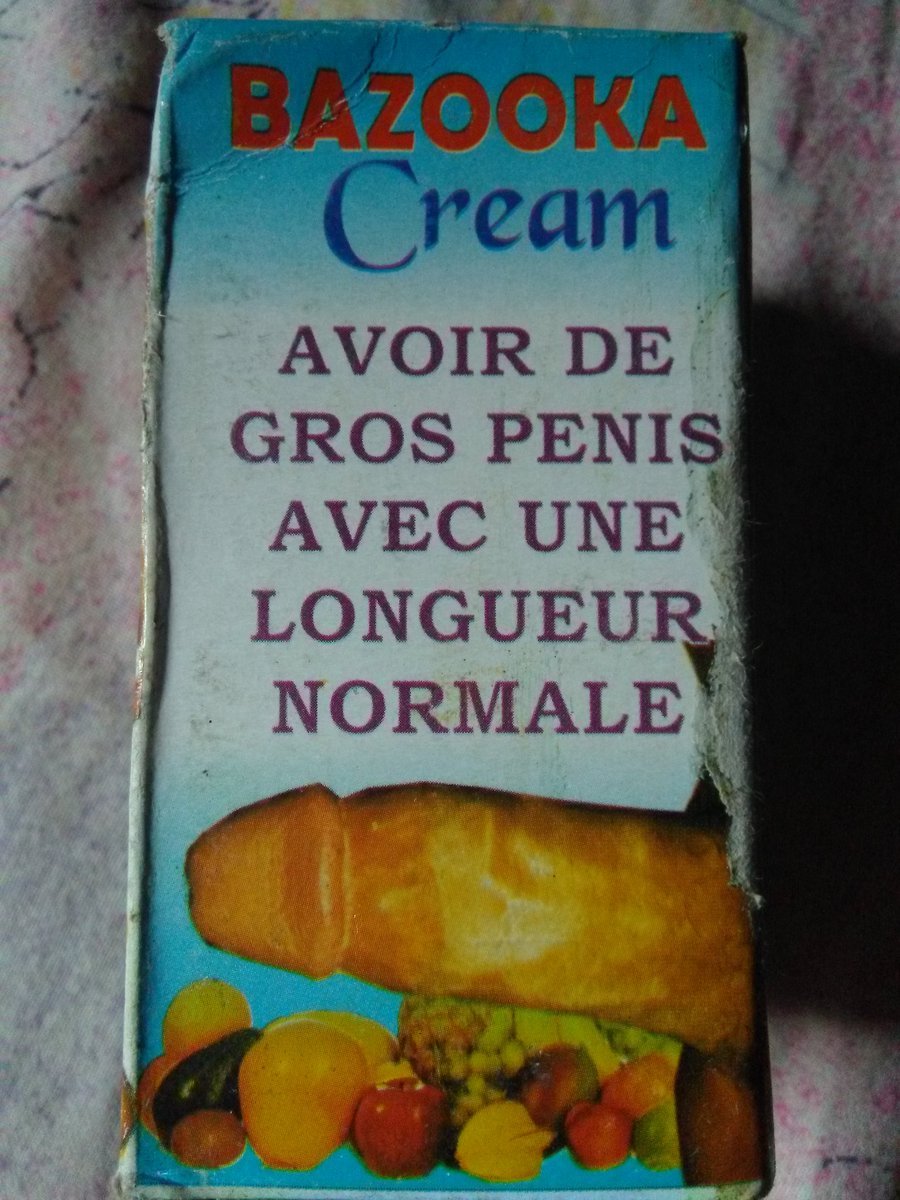 BAZOOKA
Cream
AVOIR DE
GROS PENIS
AVEC UNE
LONGUEUR
NORMALE